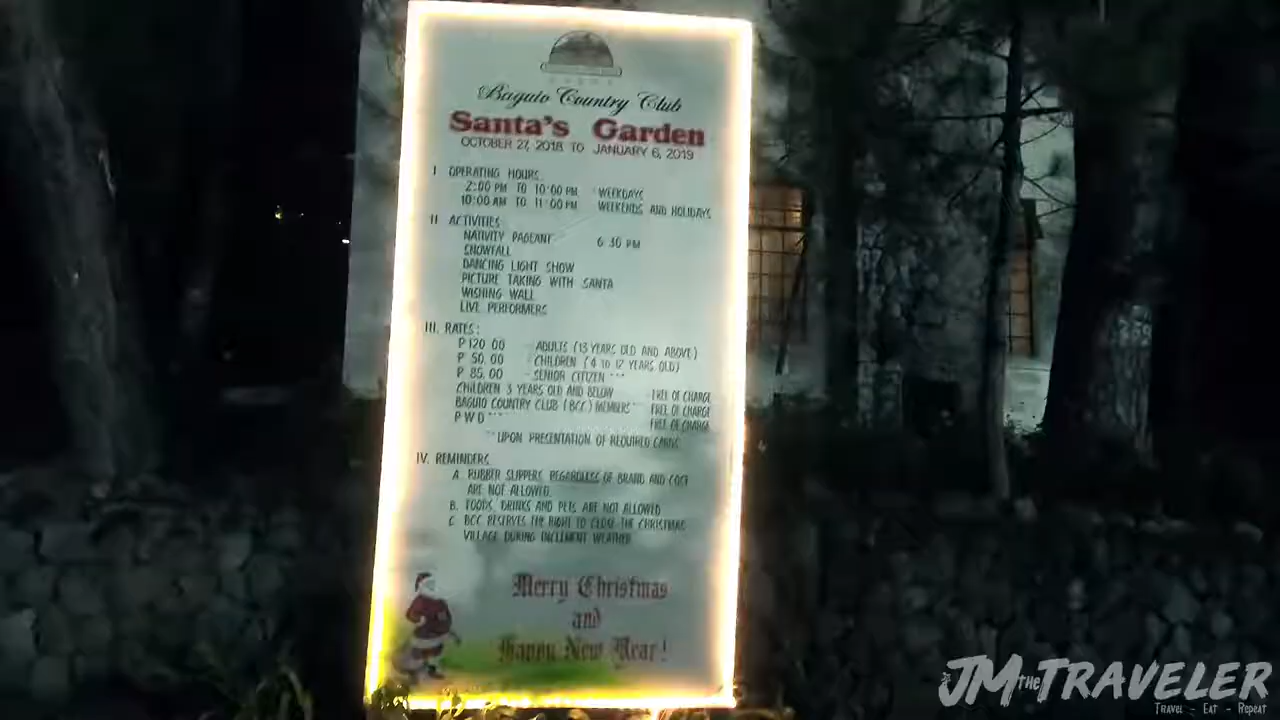 Baguio Country Club
Santa's Garden
OCTOBER 27, 2018 TO JANUARY 6, 2019
I OPERATING HOURS:
2:00 PM TO 10:00 PM - WEEKDAYS
10:00 AM TO 11:00 PM - WEEKENDS AND HOLIDAYS
II ACTIVITIES
NATIVITY PAGEANT 6:30 PM
SNOWFALL
DANCING LIGHT SHOW
PICTURE TAKING WITH SANTA
WISHING WALL
LIVE PERFORMERS
III. RATES:
P 120.00 - ADULTS (13 YEARS OLD AND ABOVE)
P 50.00 - CHILDREN (4 to 12 YEARS OLD)
P 85.00 - SENIOR CITIZEN ***
CHILDREN 3 YEARS OLD AND BELOW - FREE OF CHARGE
BAGUIO COUNTRY CLUB (BCC) MEMBERS*** FREE OF CHARGE
PWD*** FREE OF CHARGE
***UPON PRESENTATION OF REQUIRED CARDS
IV. REMINDERS
A. RUBBER SLIPPERS, REGARDLESS OF BRAND AND COST
ARE NOT ALLOWED.
B. FOODS, DRINKS AND PETS ARE NOT ALLOWED
C. BCC RESERVES THE RIGHT TO CLOSE THE CHRISTMAS
VILLAGE DURING INCLEMENT WEATHER
Merry Christmas
and
Happy New Year!
JM THE TRAVELER
TRAVEL - EAT - REPEAT